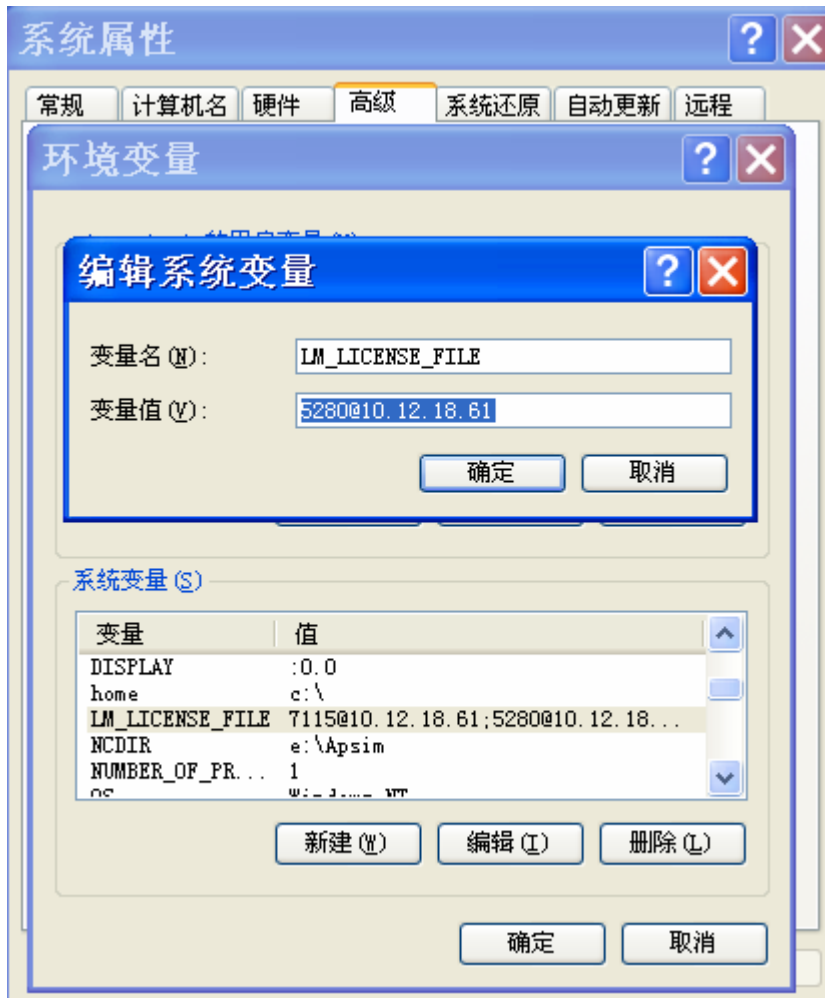 系统属性
常规 计算机名 硬件 高级 系统还原 自动更新 远程
环境变量
编辑系统变量
变量名(N): LM_LICENSE_FILE
变量值(V): 5280@10.12.18.61
确定 取消
系统变量(S)
变量 值
DISPLAY :0.0
home c:\
LM_LICENSE_FILE 7115@10.12.18.61;5280@10.12.18...
NCDIR e:\Apsim
NUMBER_OF_PR... 1
新建(W) 编辑(I) 删除(L)
确定 取消